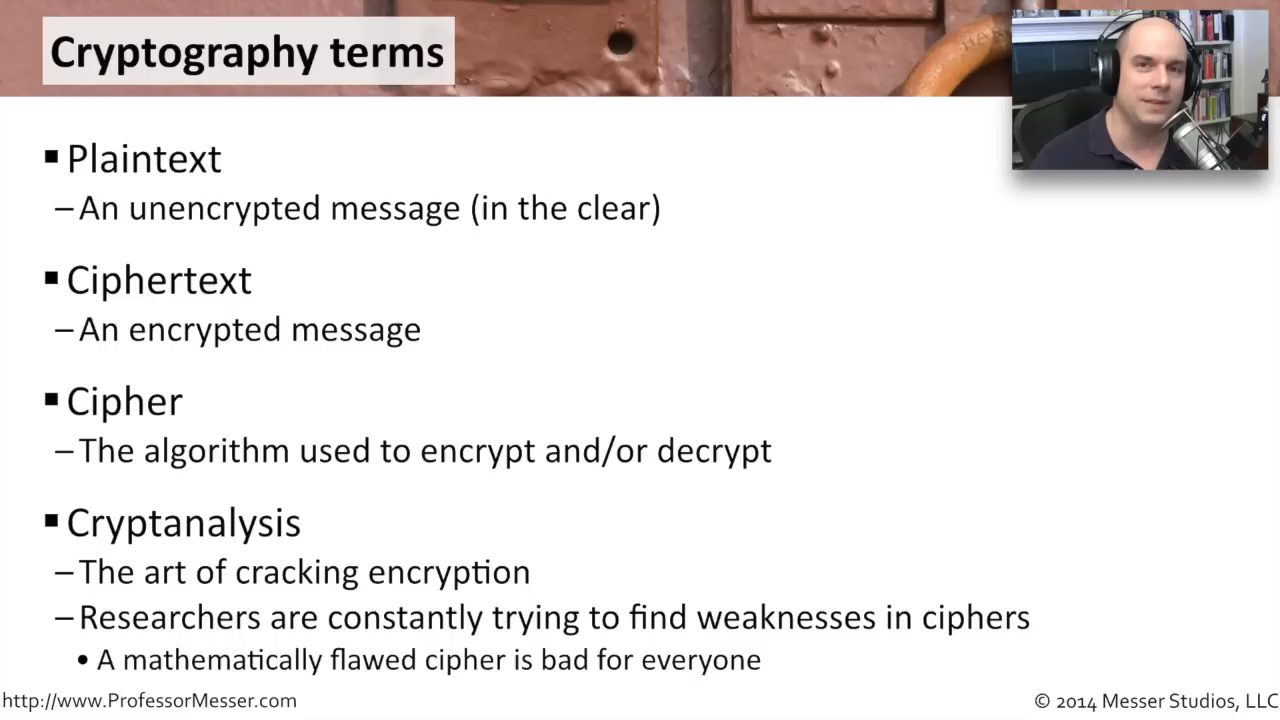 Cryptography terms
▪ Plaintext
– An unencrypted message (in the clear)
▪ Ciphertext
– An encrypted message
▪ Cipher
– The algorithm used to encrypt and/or decrypt
▪ Cryptanalysis
– The art of cracking encryption
– Researchers are constantly trying to find weaknesses in ciphers
• A mathematically flawed cipher is bad for everyone
http://www.ProfessorMesser.com
© 2014 Messer Studios, LLC